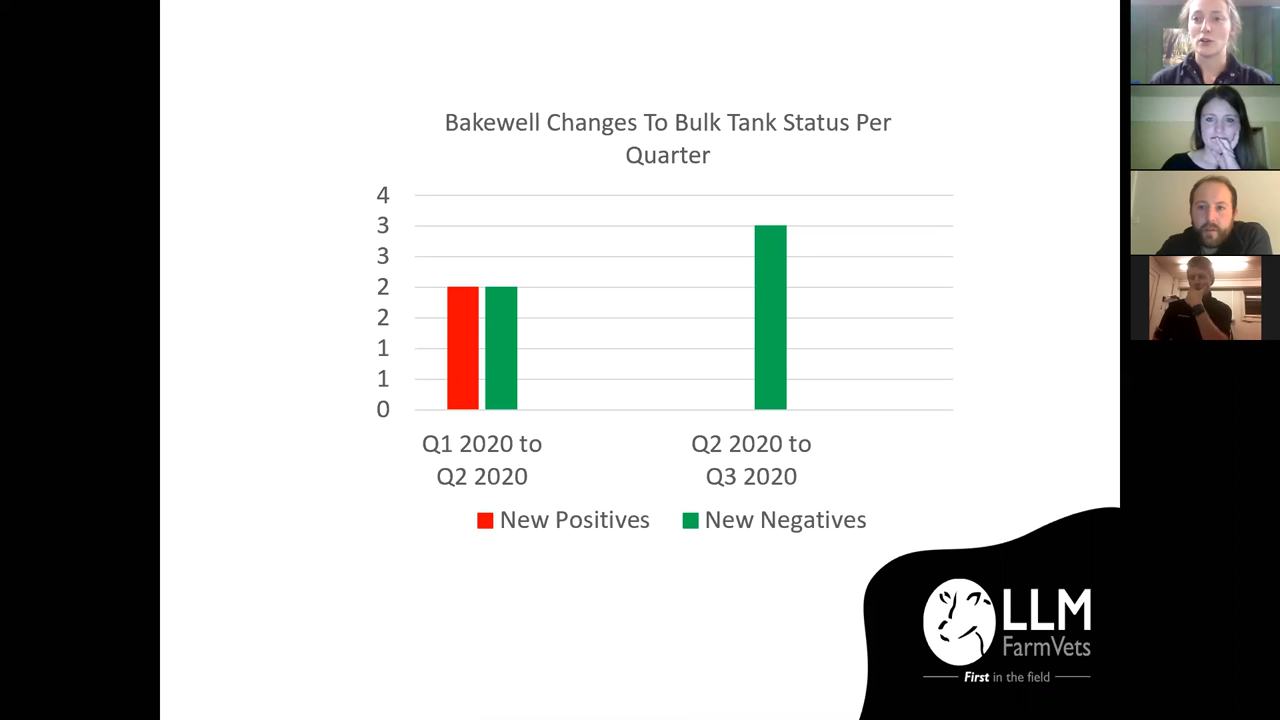 Bakewell Changes To Bulk Tank Status Per
Quarter
4
3
3
2
2
1
1
0
Q1 2020 to
Q2 2020
Q2 2020 to
Q3 2020
New Positives
New Negatives
LLM
FarmVets
First in the field